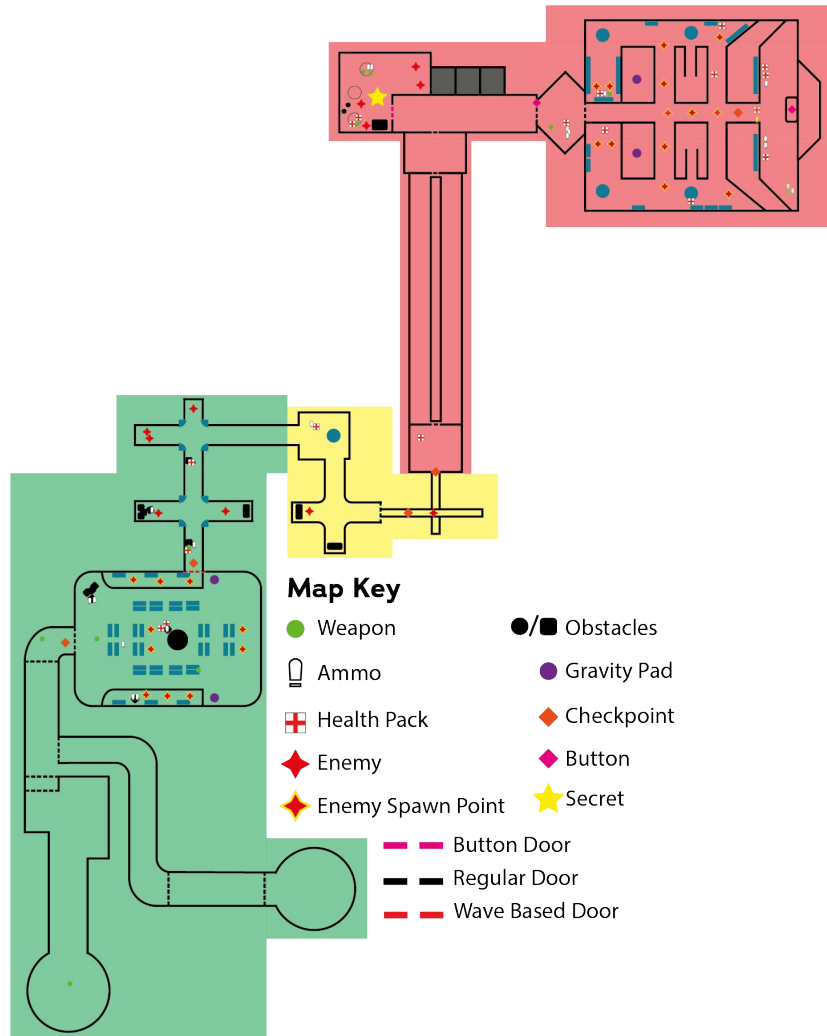 Map Key
Weapon
Ammo
Health Pack
Enemy
Enemy Spawn Point
Obstacles
Gravity Pad
Checkpoint
Button
Secret
Button Door
Regular Door
Wave Based Door